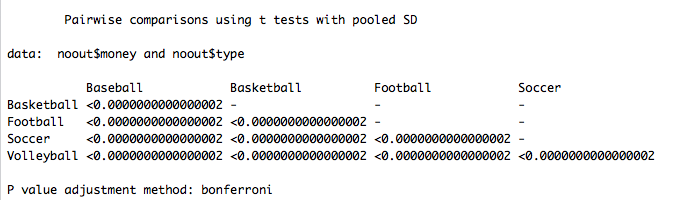 Pairwise comparisons using t tests with pooled SD
data:  noout$money and noout$type
           Baseball            Basketball          Football            Soccer
Basketball <0.0000000000000002 -                   -                   -
Football   <0.0000000000000002 <0.0000000000000002 -                   -
Soccer     <0.0000000000000002 <0.0000000000000002 <0.0000000000000002 -
Volleyball <0.0000000000000002 <0.0000000000000002 <0.0000000000000002 <0.0000000000000002
P value adjustment method: bonferroni